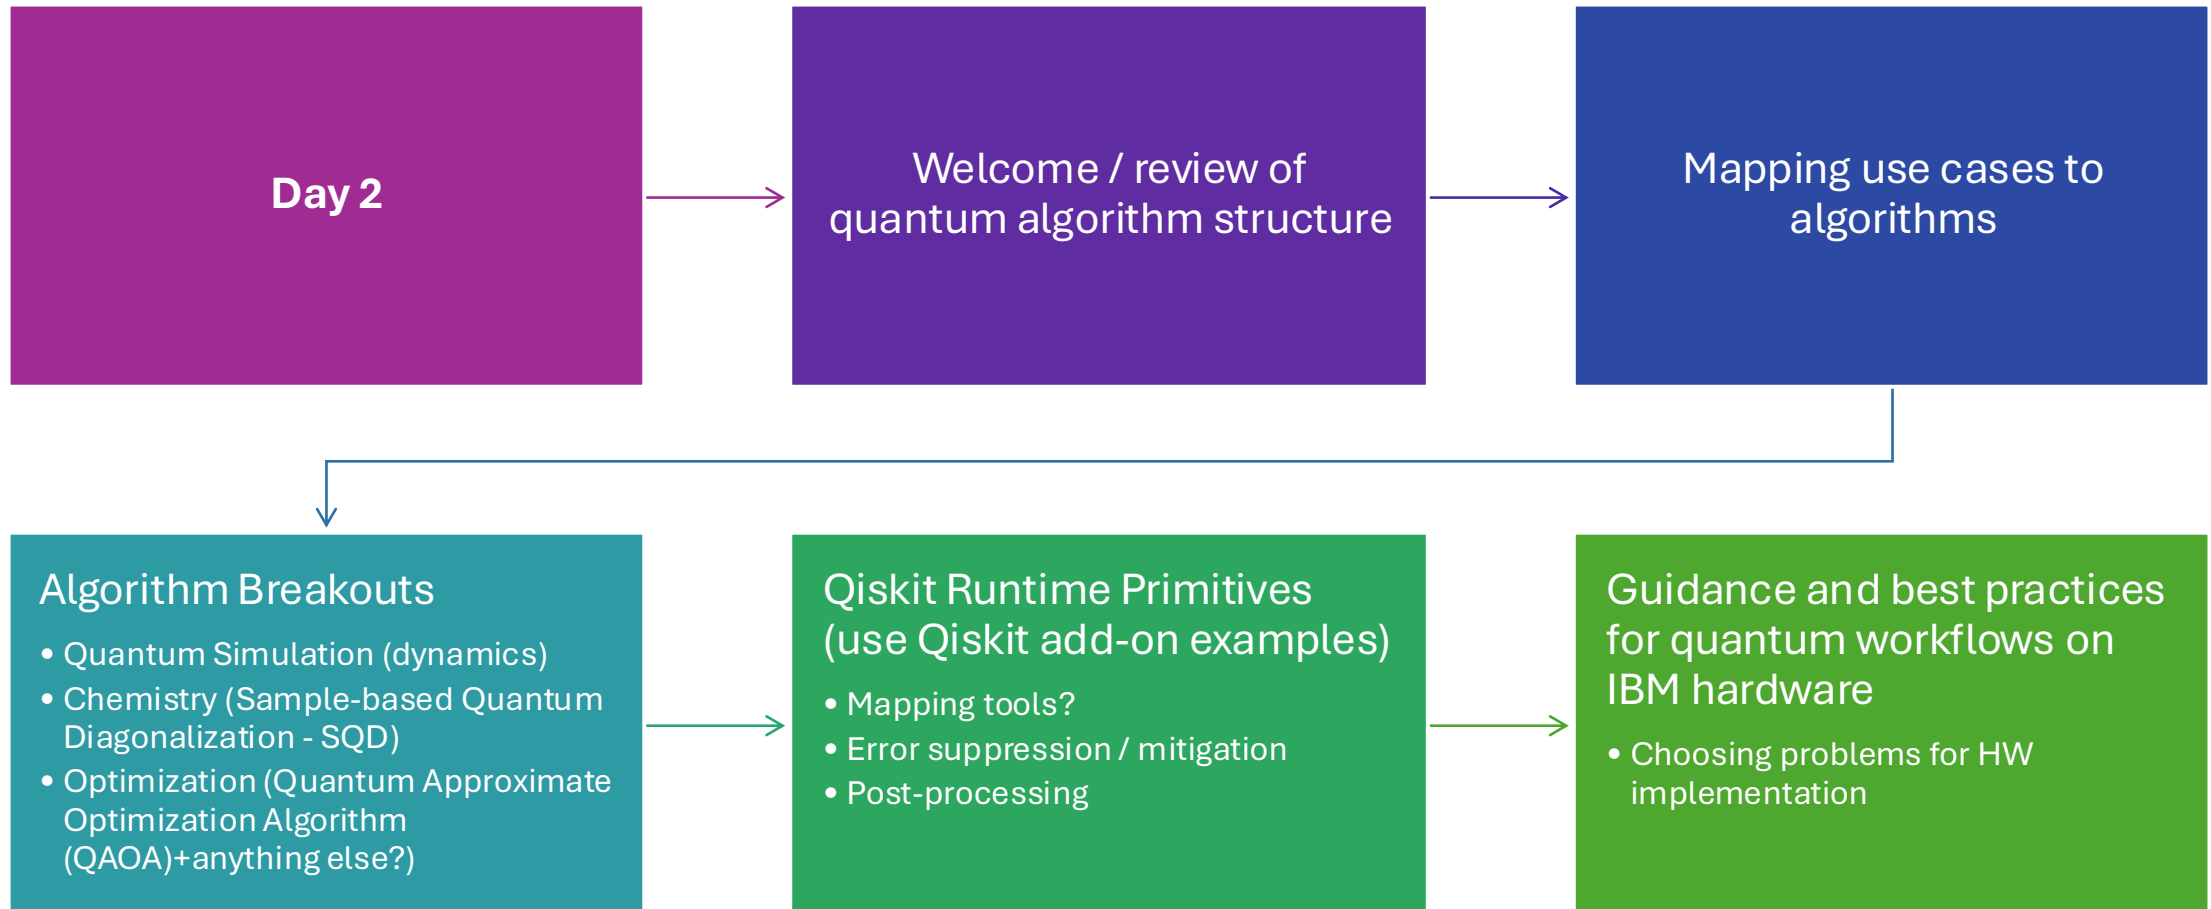 Day 2
Welcome / review of
quantum algorithm structure
Mapping use cases to
algorithms
Algorithm Breakouts
• Quantum Simulation (dynamics)
• Chemistry (Sample-based Quantum
Diagonalization - SQD)
• Optimization (Quantum Approximate
Optimization Algorithm
(QAOA)+anything else?)
Qiskit Runtime Primitives
(use Qiskit add-on examples)
• Mapping tools?
• Error suppression / mitigation
• Post-processing
Guidance and best practices
for quantum workflows on
IBM hardware
• Choosing problems for HW
implementation